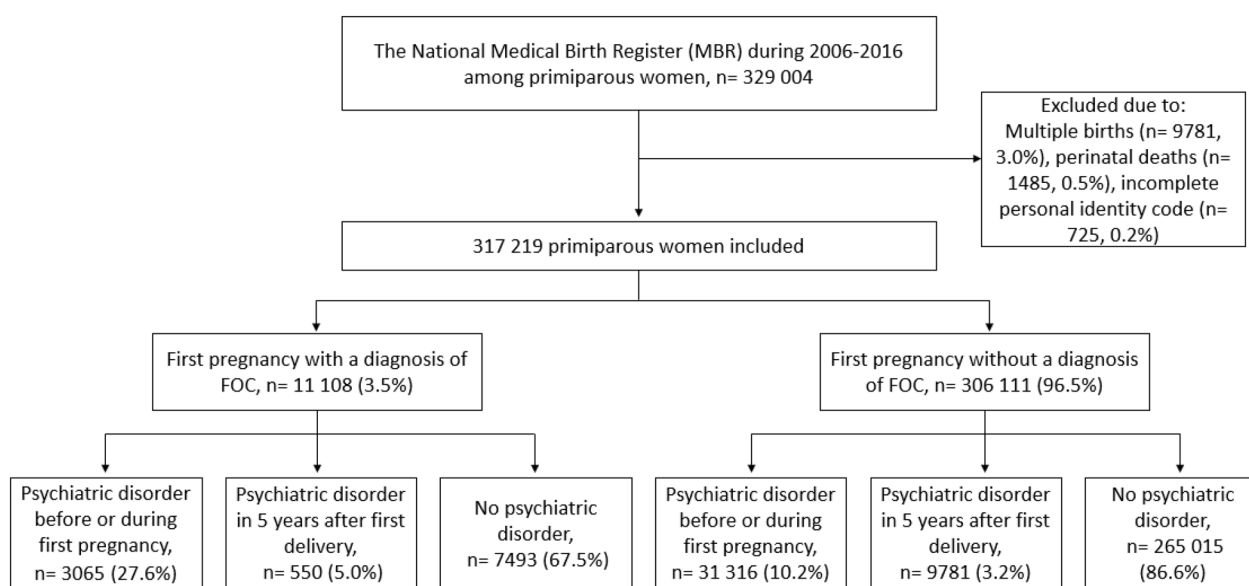 The National Medical Birth Register (MBR) during 2006-2016
among primiparous women, n= 329 004
Excluded due to:
Multiple births (n= 9781,
3.0%), perinatal deaths (n=
1485, 0.5%), incomplete
personal identity code (n=
725, 0.2%)
317 219 primiparous women included
First pregnancy with a diagnosis of
FOC, n= 11 108 (3.5%)
First pregnancy without a diagnosis
of FOC, n= 306 111 (96.5%)
Psychiatric disorder
before or during
first pregnancy,
n= 3065 (27.6%)
Psychiatric disorder
in 5 years after first
delivery,
n= 550 (5.0%)
No psychiatric
disorder,
n= 7493 (67.5%)
Psychiatric disorder
before or during
first pregnancy,
n= 31 316 (10.2%)
Psychiatric disorder
in 5 years after first
delivery,
n= 9781 (3.2%)
No psychiatric
disorder,
n= 265 015
(86.6%)